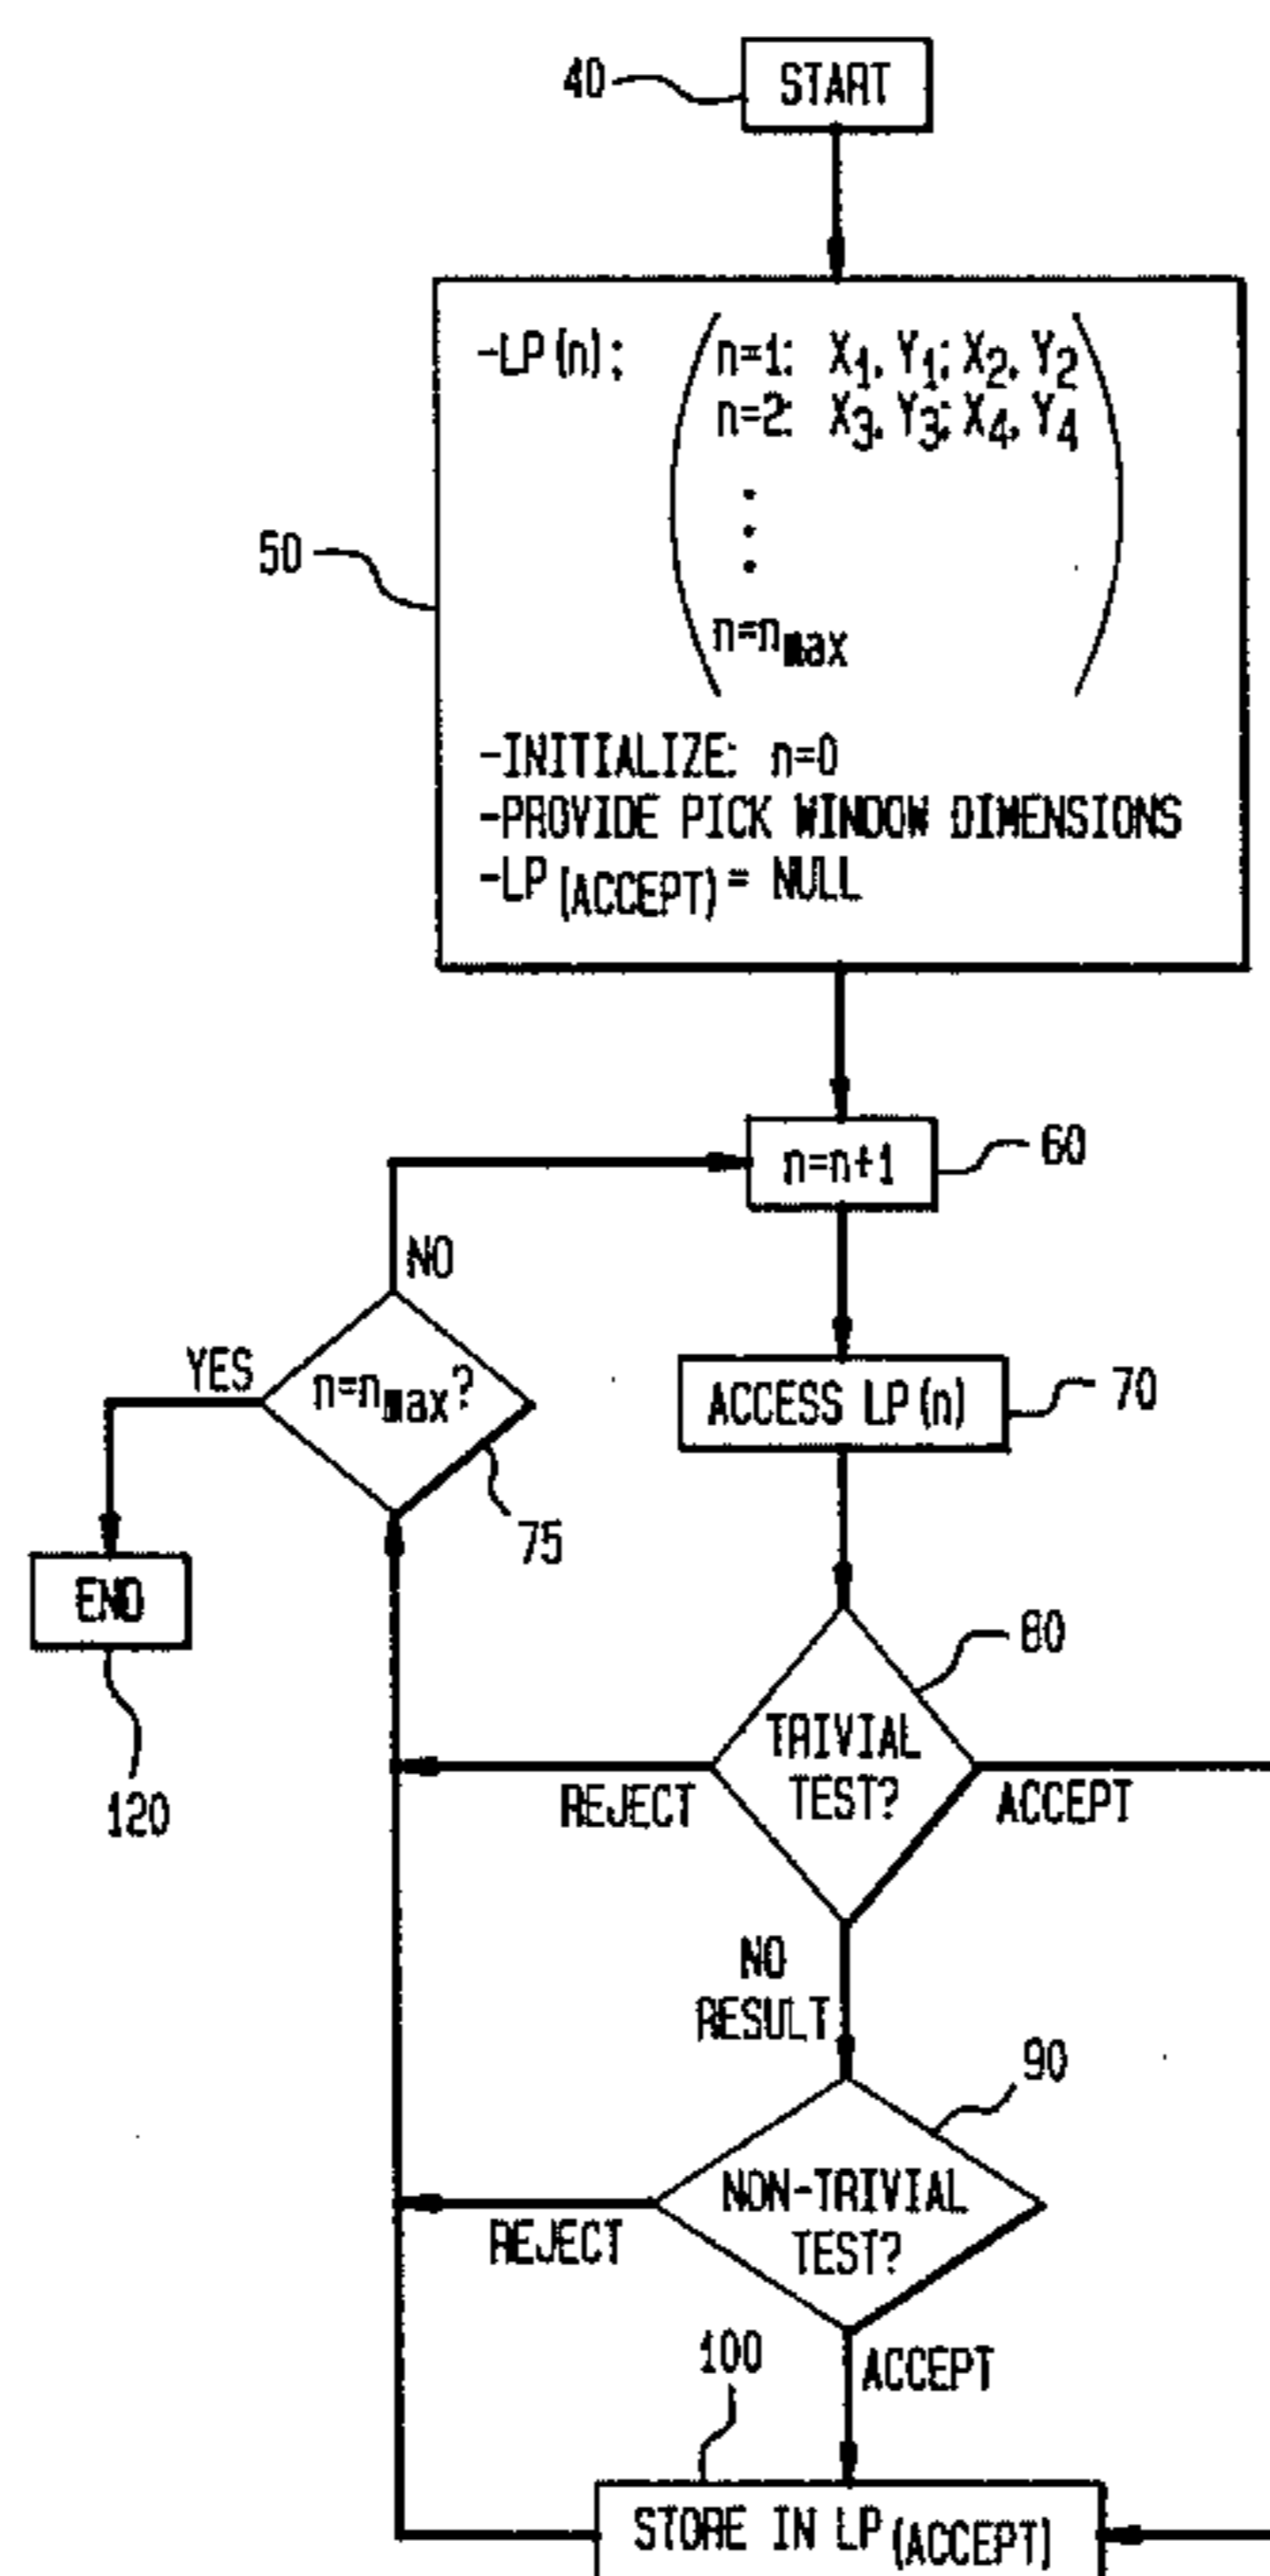 40
START
-LP(n):
n=1: X1, Y1; X2, Y2
n=2: X3, Y3; X4, Y4
.
.
.
n=nmax
50
-INITIALIZE: n=0
-PROVIDE PICK WINDOW DIMENSIONS
-LP(ACCEPT)= NULL
n=n+1
60
NO
YES
n=nmax?
75
ACCESS LP(n)
70
END
120
80
TRIVIAL
TEST?
REJECT
ACCEPT
NO
RESULT
90
NON-TRIVIAL
TEST?
REJECT
ACCEPT
100
STORE IN LP(ACCEPT)